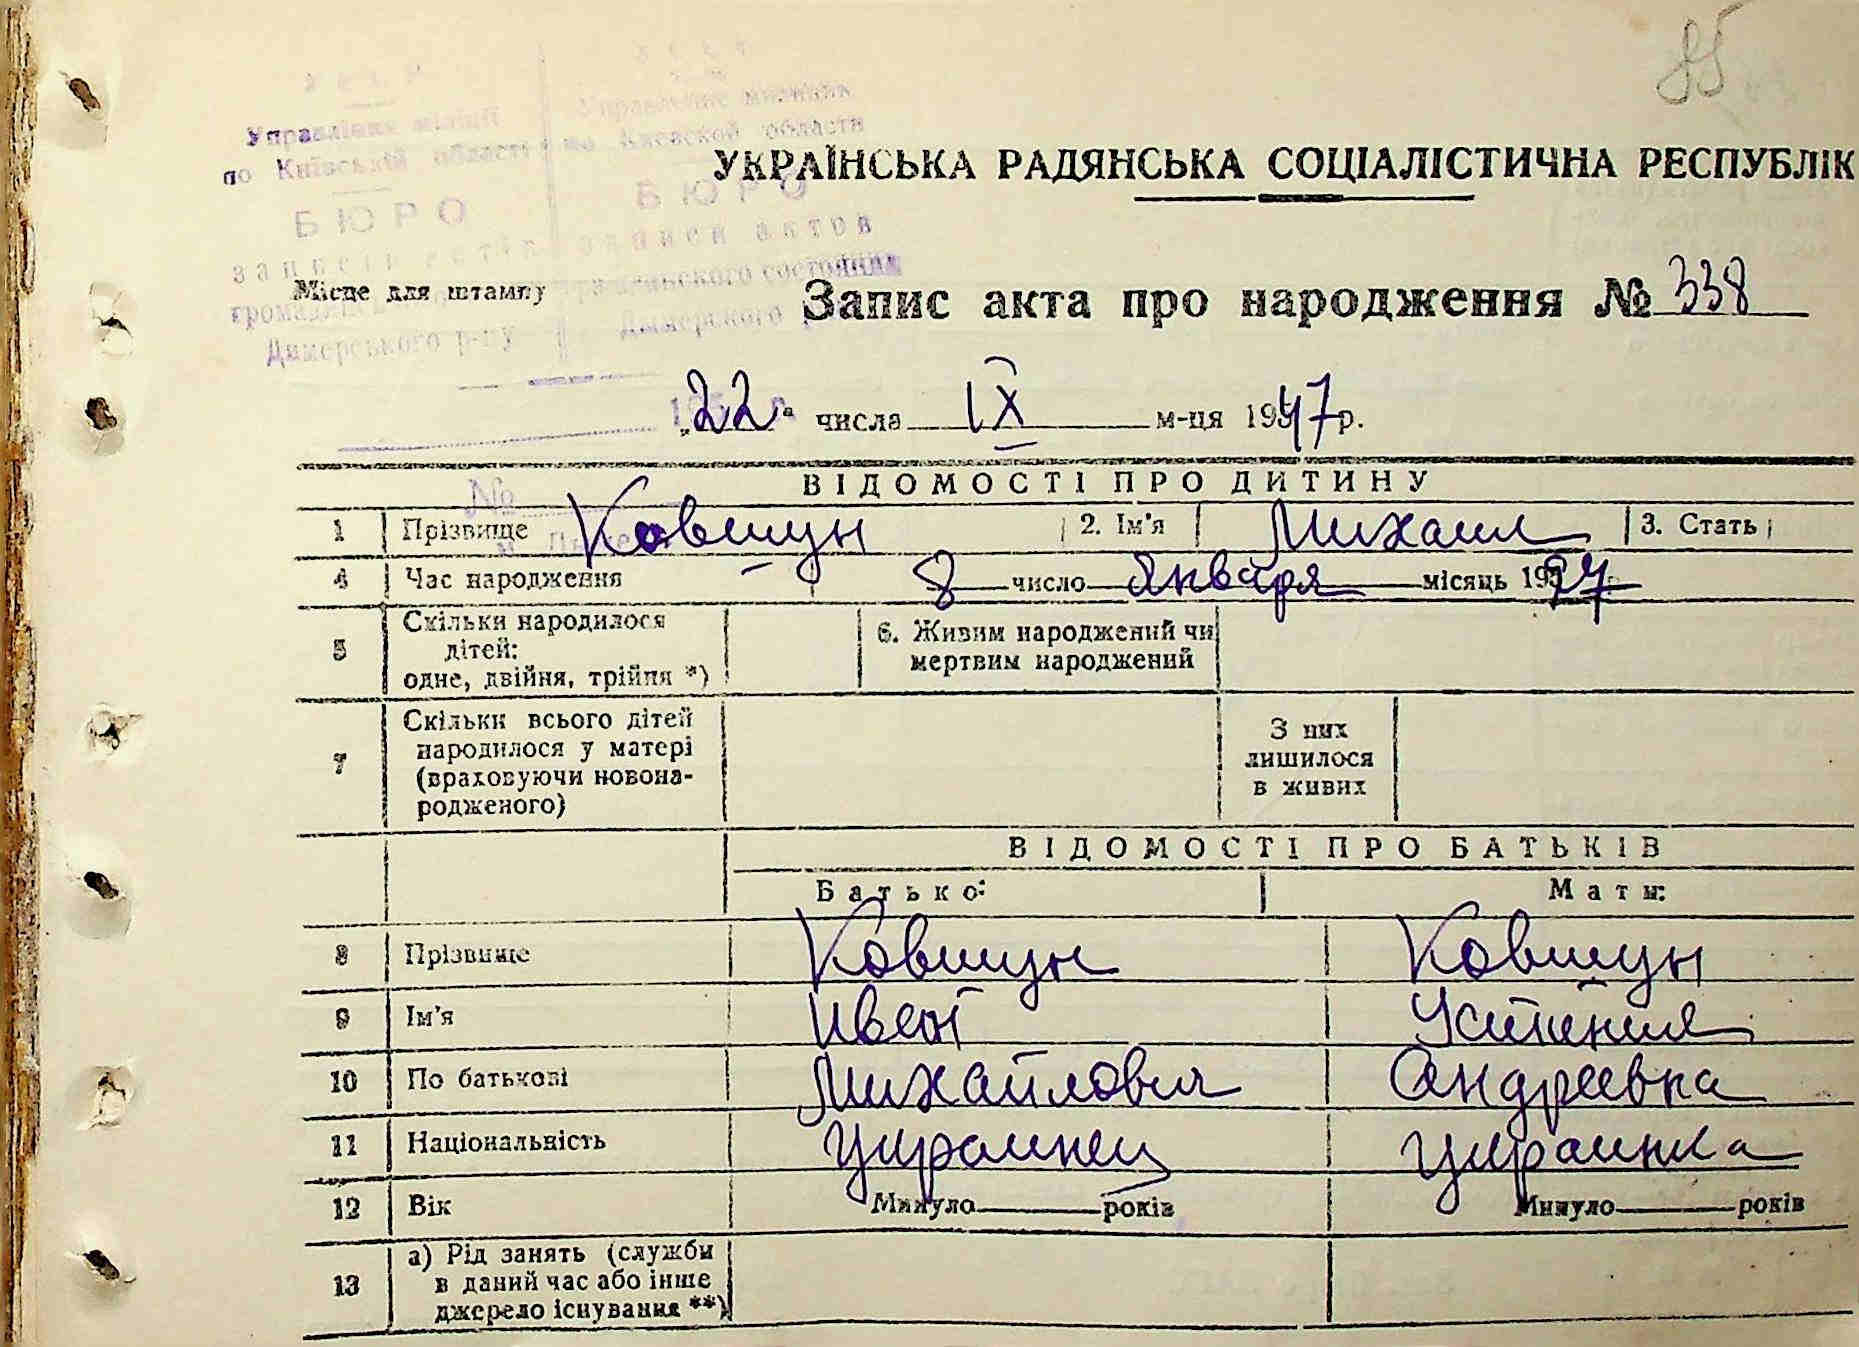 85
Управління міліції Управление милиции
по Київській області по Киевской области
УКРАЇНСЬКА РАДЯНСЬКА СОЦІАЛІСТИЧНА РЕСПУБЛІК
БЮРО БЮРО
записів актів записи актов
гражданского состояния
Місце для штампу
Запис акта про народження № 338
Димерського р-ну Дымерского
„22" числа IX м-ця 1947 р.
№
ВІДОМОСТІ ПРО ДИТИНУ
1 Прізвище Ковшун 2. Ім'я Михаил 3. Стать
4 Час народження 8 число Января місяць 1927
5 Скільки народилося дітей: одне, двійня, трійня *) 6. Живим народжений чи мертвим народжений
7 Скільки всього дітей народилося у матері (враховуючи новонародженого) З них лишилося в живих
ВІДОМОСТІ ПРО БАТЬКІВ
Батько: Мати:
8 Прізвище Ковшун Ковшун
9 Ім'я Иван Устиния
10 По батькові Михайлович Андреевна
11 Національність украинец украинка
12 Вік Минуло років Минуло років
13 а) Рід занять (служби в даний час або інше джерело існування **)